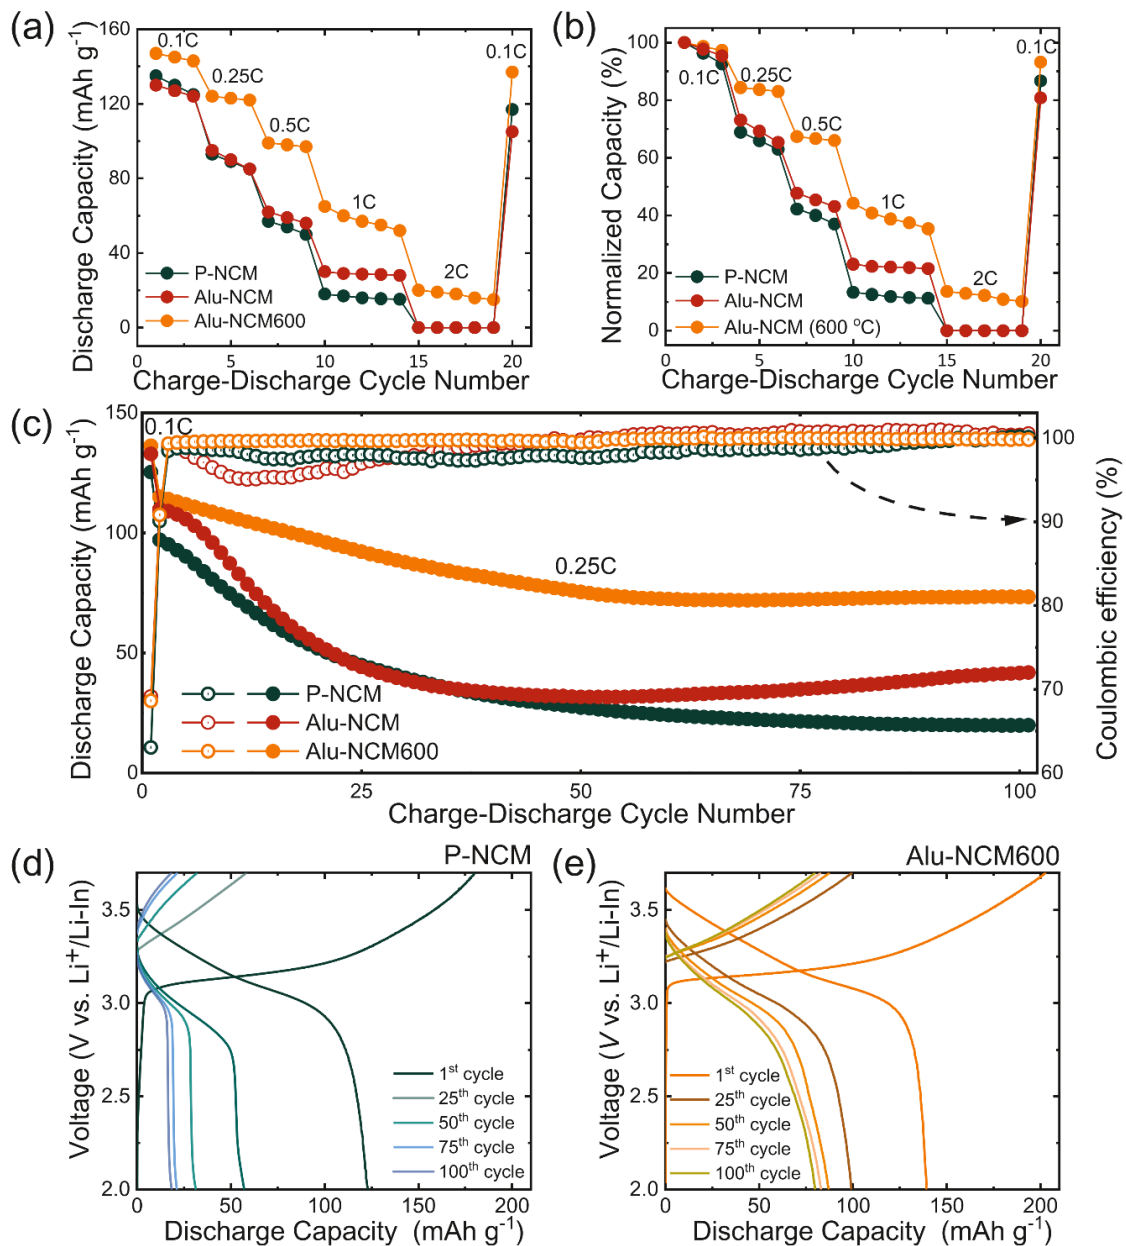 (a)
160
120
80
40
0
Discharge Capacity (mAh g⁻¹)
0.1C
0.25C
0.5C
1C
2C
0.1C
P-NCM
Alu-NCM
Alu-NCM600
0 5 10 15 20
Charge-Discharge Cycle Number
(b)
100
80
60
40
20
0
Normalized Capacity (%)
0.1C
0.25C
0.5C
1C
2C
0.1C
P-NCM
Alu-NCM
Alu-NCM (600 °C)
0 5 10 15 20
Charge-Discharge Cycle Number
(c)
150
100
50
0
Discharge Capacity (mAh g⁻¹)
0.1C
0.25C
P-NCM
Alu-NCM
Alu-NCM600
100
90
80
70
60
Coulombic efficiency (%)
0 25 50 75 100
Charge-Discharge Cycle Number
(d)
P-NCM
3.5
3.0
2.5
2.0
Voltage (V vs. Li⁺/Li-In)
1st cycle
25th cycle
50th cycle
75th cycle
100th cycle
0 50 100 150 200
Discharge Capacity (mAh g⁻¹)
(e)
Alu-NCM600
3.5
3.0
2.5
2.0
Voltage (V vs. Li⁺/Li-In)
1st cycle
25th cycle
50th cycle
75th cycle
100th cycle
0 50 100 150 200
Discharge Capacity (mAh g⁻¹)